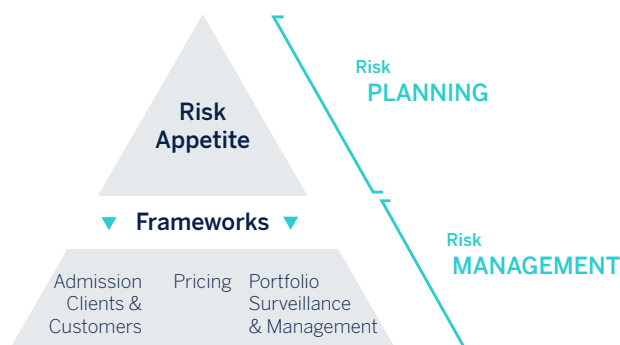 Risk
Appetite
Risk
PLANNING
Frameworks
Risk
MANAGEMENT
Admission
Clients &
Customers
Pricing
Portfolio
Surveillance
& Management